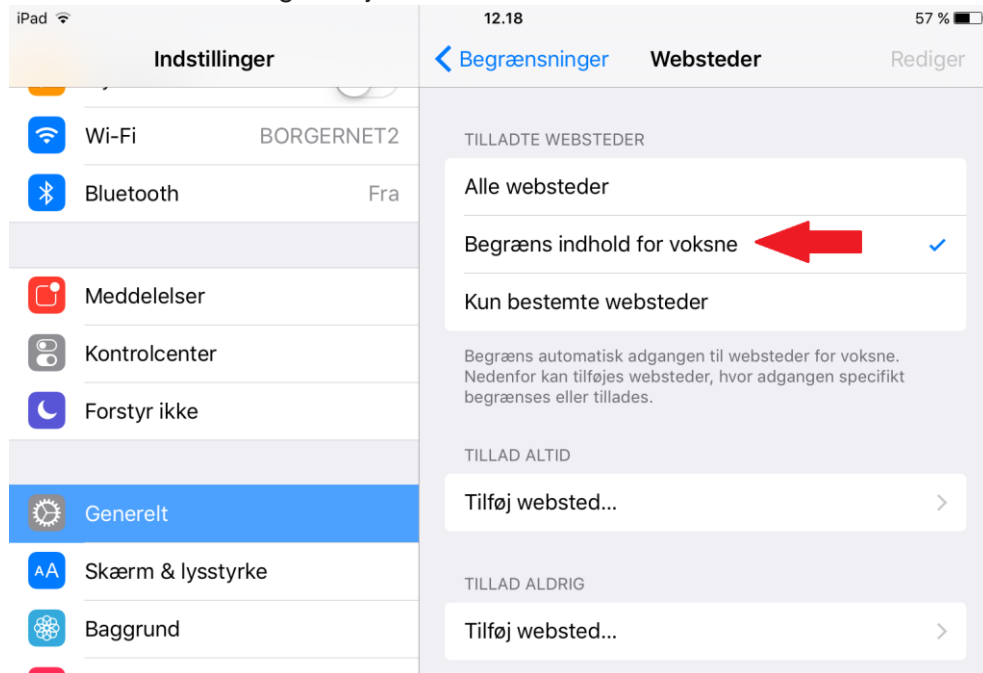 iPad
12.18
57 %
Indstillinger
Begrænsninger
Websteder
Rediger
Wi-Fi
BORGERNET2
Bluetooth
Fra
Meddelelser
Kontrolcenter
Forstyr ikke
Generelt
AA Skærm & lysstyrke
Baggrund
TILLADTE WEBSTEDER
Alle websteder
Begræns indhold for voksne
Kun bestemte websteder
Begræns automatisk adgangen til websteder for voksne.
Nedenfor kan tilføjes websteder, hvor adgangen specifikt
begrænses eller tillades.
TILLAD ALTID
Tilføj websted...
TILLAD ALDRIG
Tilføj websted...